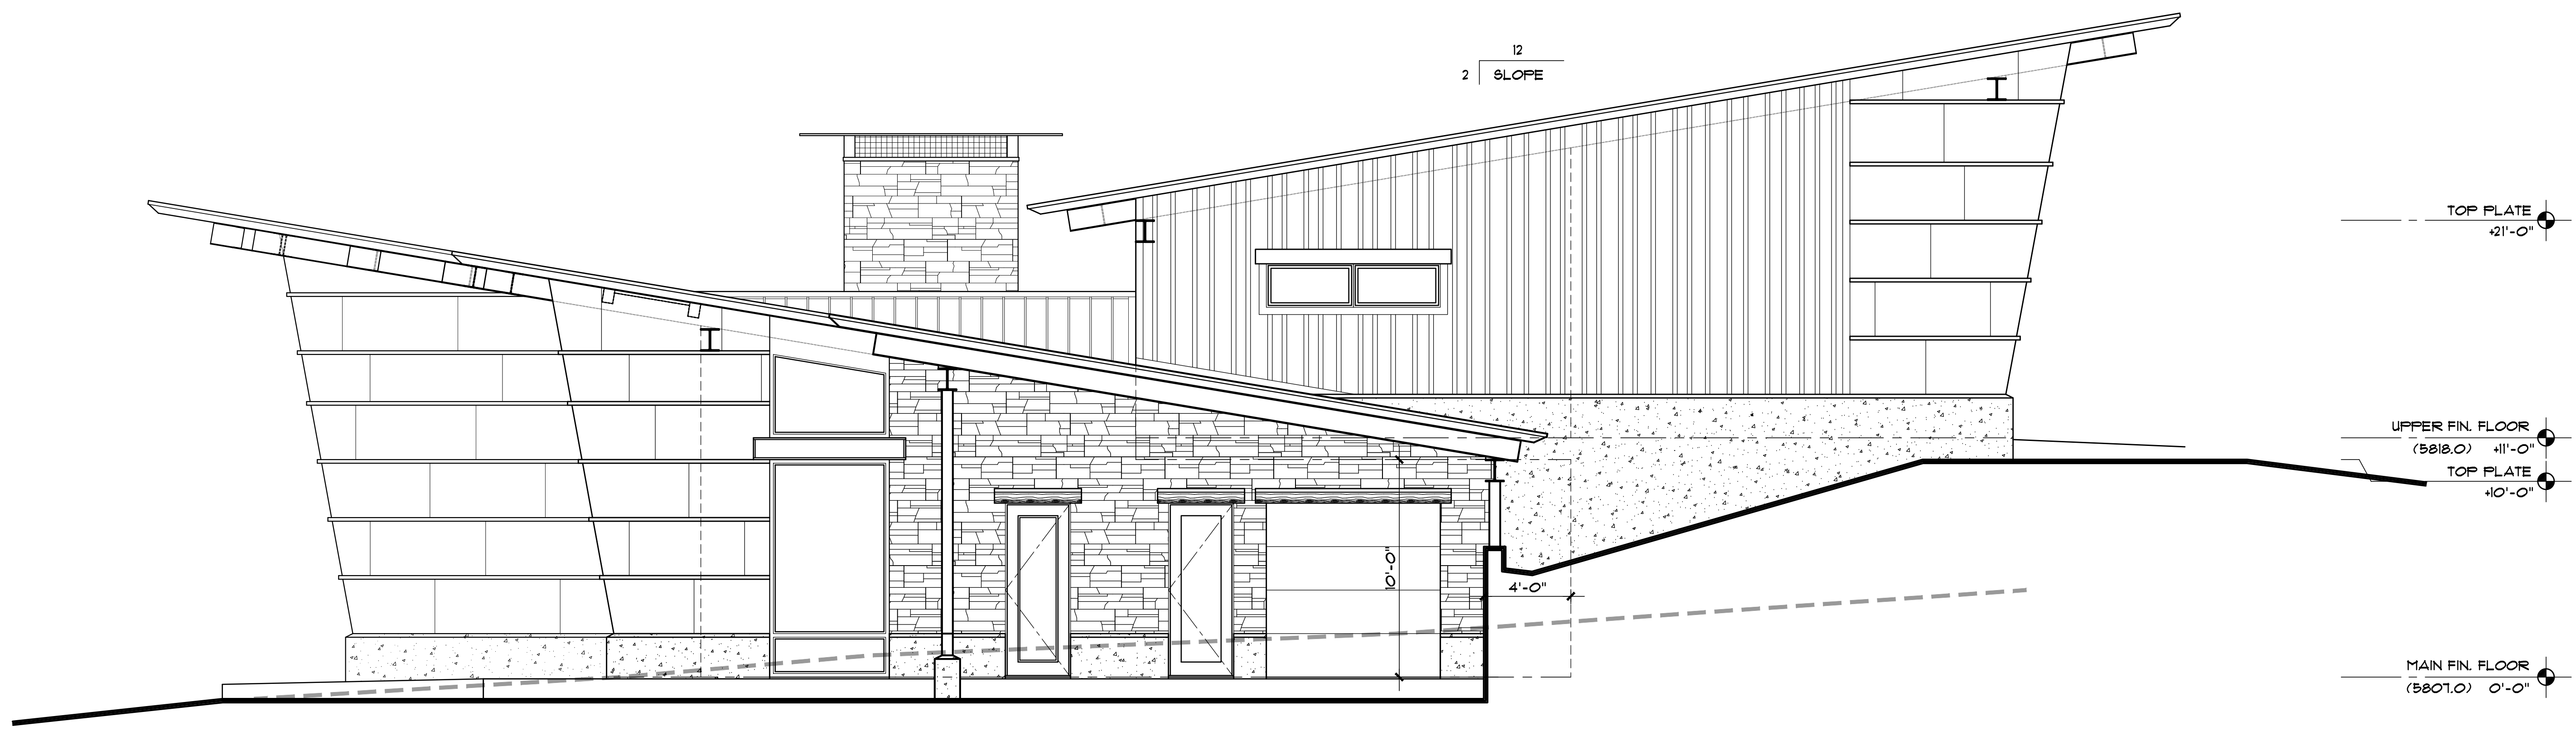 12
2 SLOPE
TOP PLATE
+21'-0"
UPPER FIN. FLOOR
(5818.0) +11'-0"
TOP PLATE
+10'-0"
10'-0"
4'-0"
MAIN FIN. FLOOR
(5807.0) 0'-0"